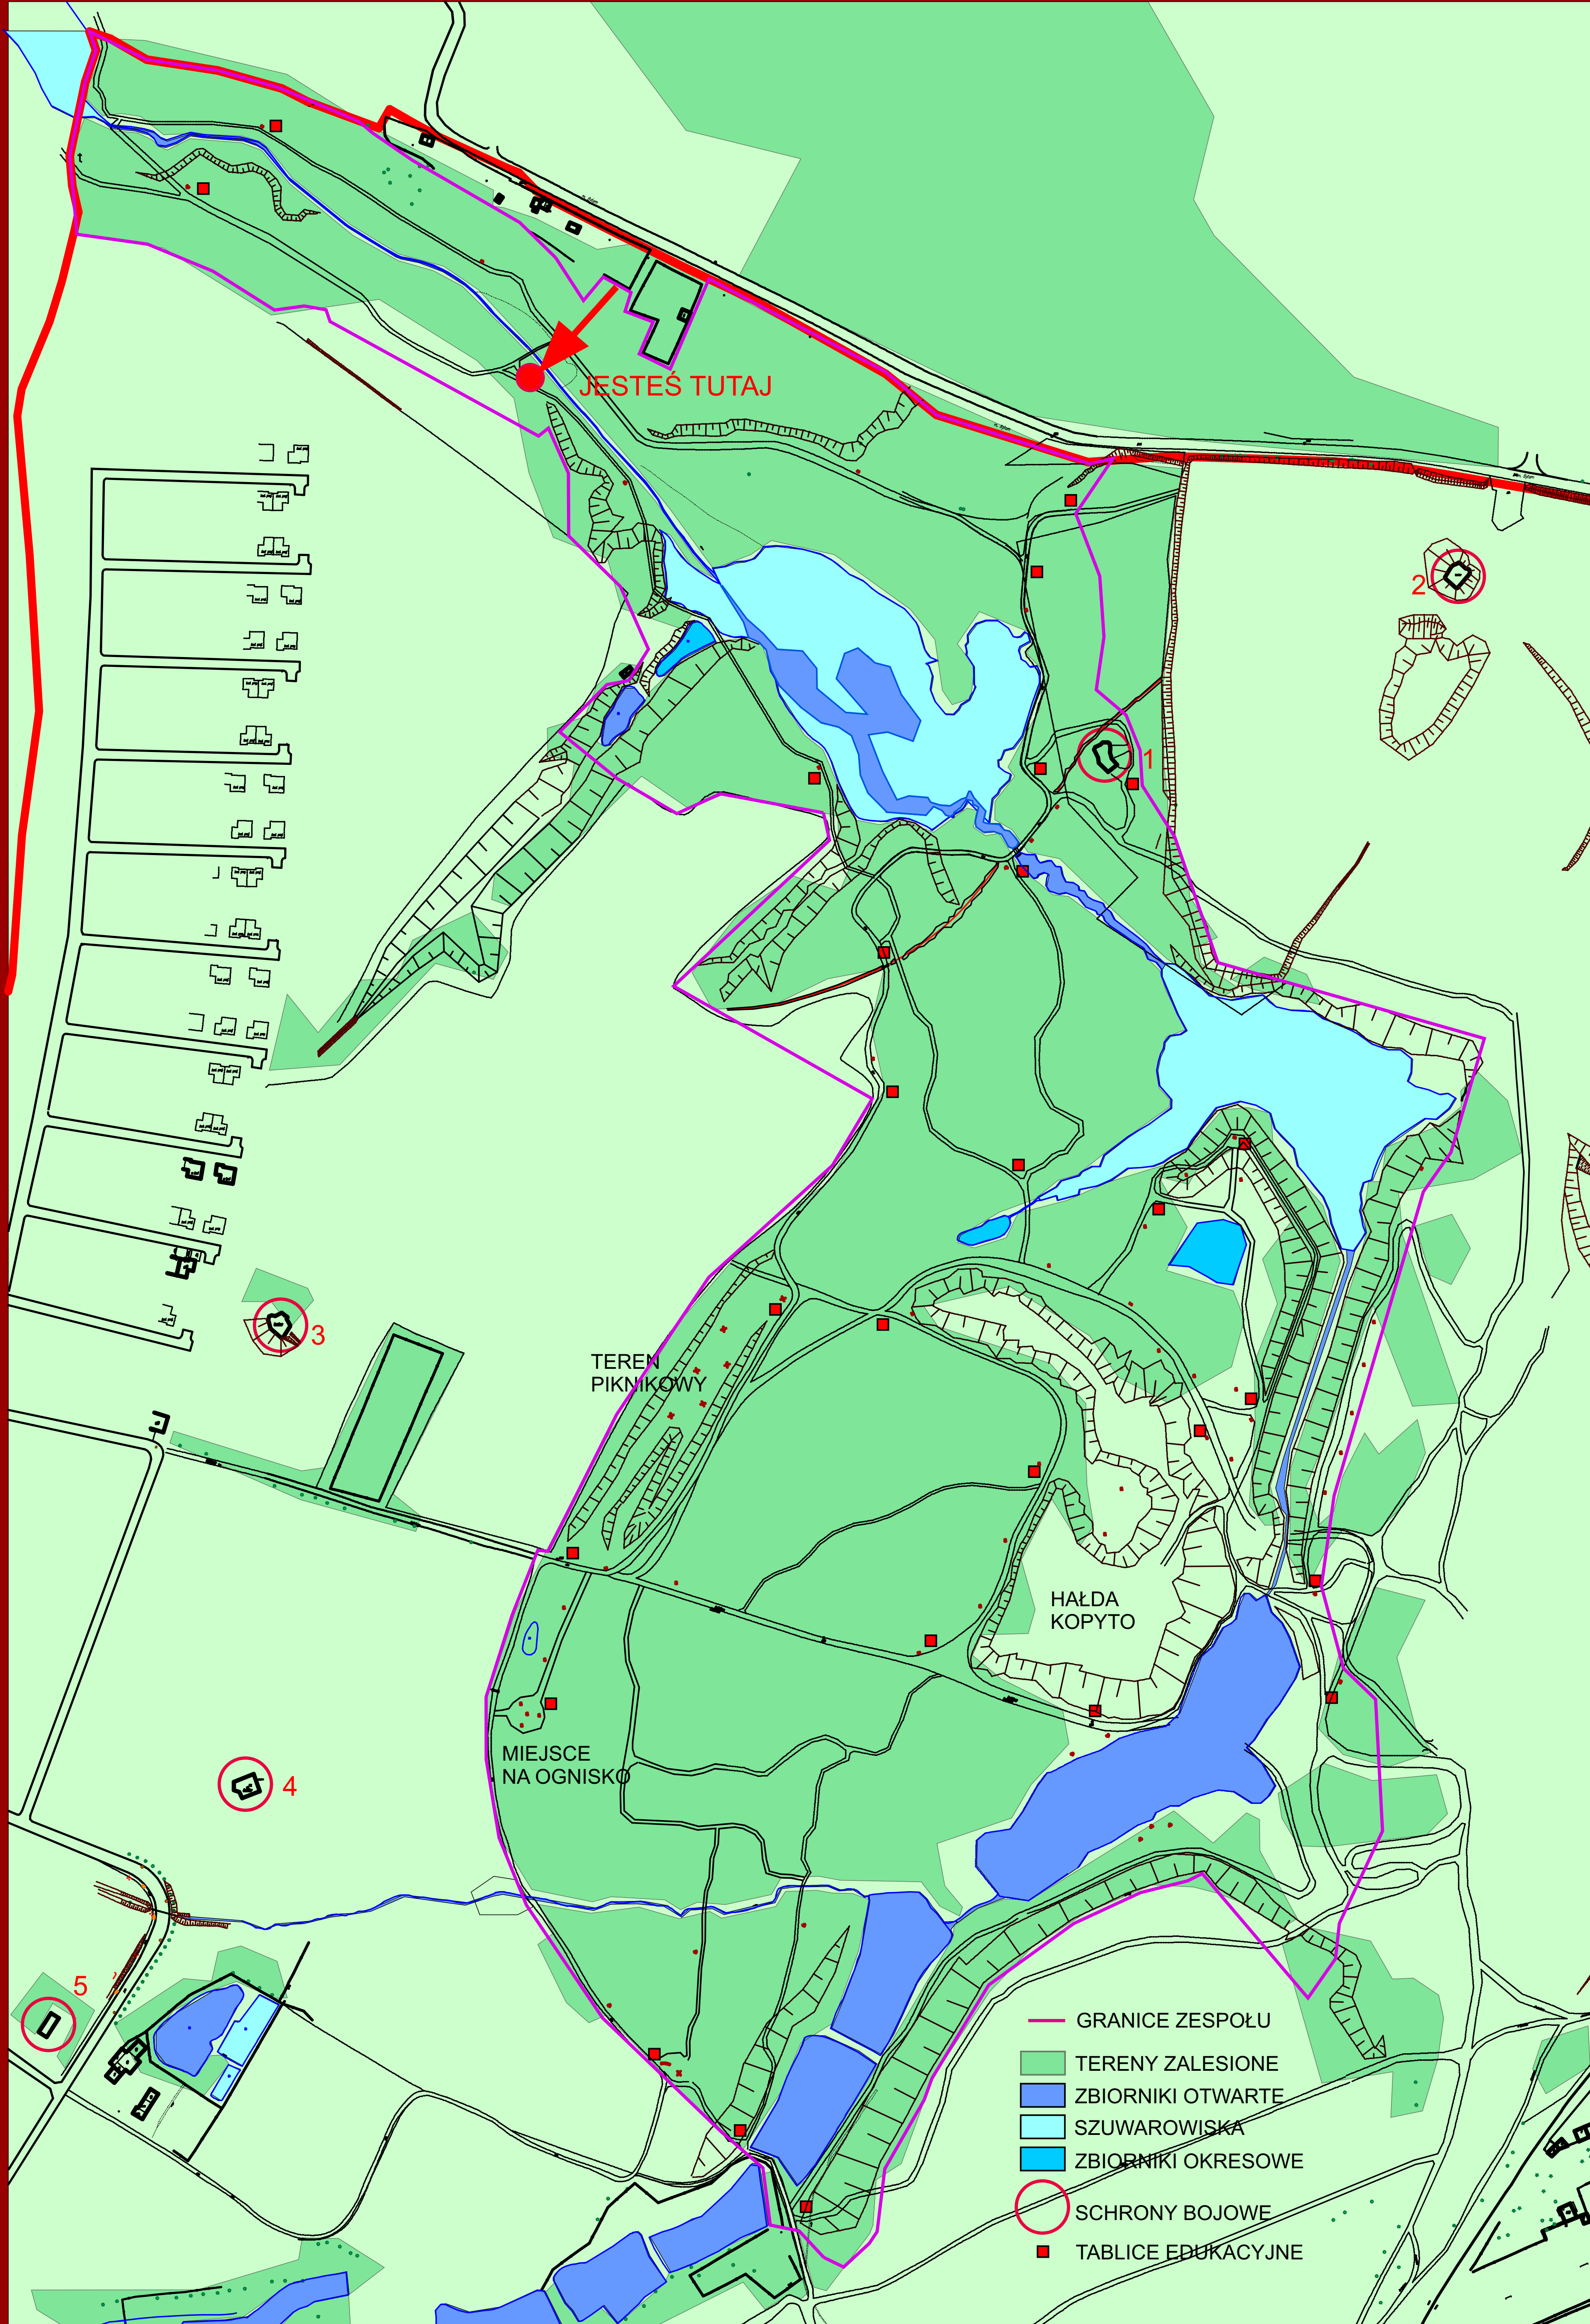 JESTEŚ TUTAJ
2
1
3
TEREN
PIKNIKOWY
HAŁDA
KOPYTO
MIEJSCE
NA OGNISKO
4
5
GRANICE ZESPOŁU
TERENY ZALESIONE
ZBIORNIKI OTWARTE
SZUWAROWISKA
ZBIORNIKI OKRESOWE
SCHRONY BOJOWE
TABLICE EDUKACYJNE